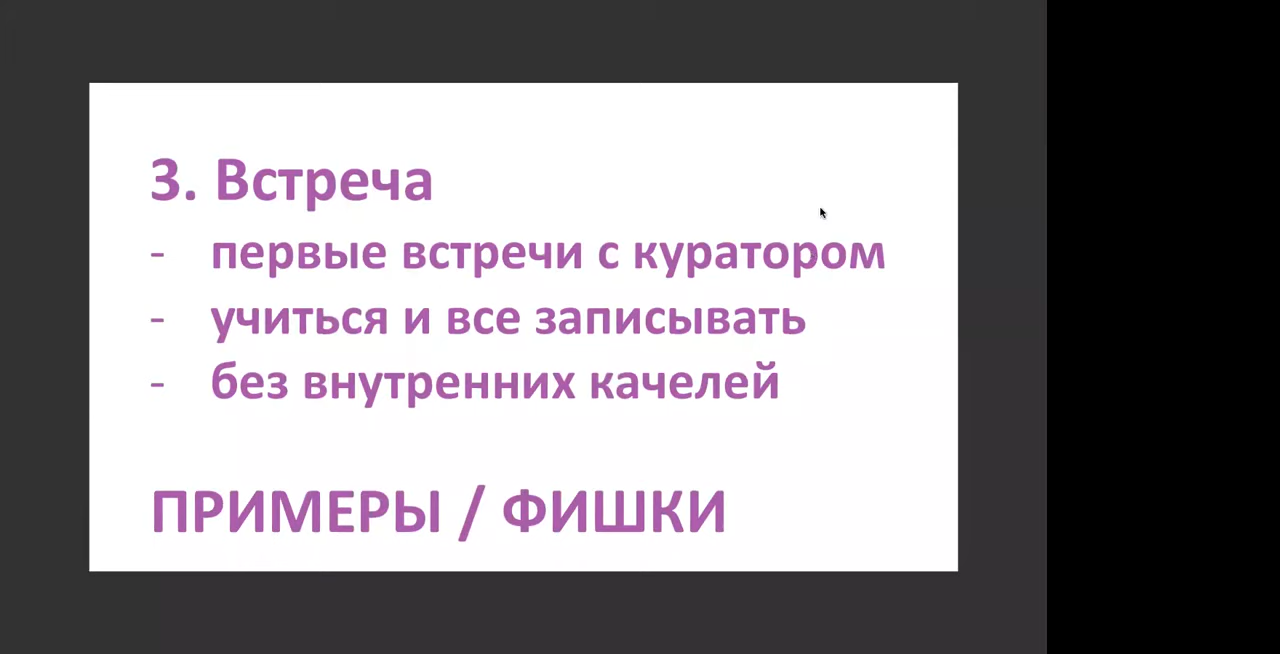 3. Встреча
- первые встречи с куратором
- учиться и все записывать
- без внутренних качелей
ПРИМЕРЫ / ФИШКИ